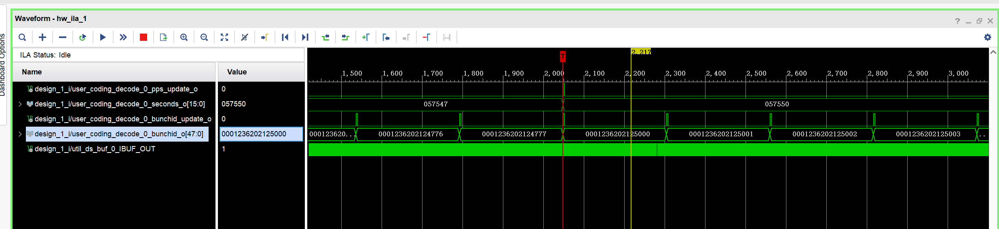 Dashboard Options
Waveform - hw_ila_1
?
ILA Status: Idle
Name Value
T
2,217
1,500 1,600 1,700 1,800 1,900 2,000 2,100 2,200 2,300 2,400 2,500 2,600 2,700 2,800 2,900 3,000
design_1_i/user_coding_decode_0_pps_update_o 0
design_1_i/user_coding_decode_0_seconds_o[15:0] 057550 057547 057550
design_1_i/user_coding_decode_0_bunchid_update_o 0
design_1_i/user_coding_decode_0_bunchid_o[47:0] 0001236202125000 000123620... 0001236202124776 0001236202124777 0001236202125000 0001236202125001 0001236202125002 0001236202125003 ..
design_1_i/util_ds_buf_0_IBUF_OUT 1